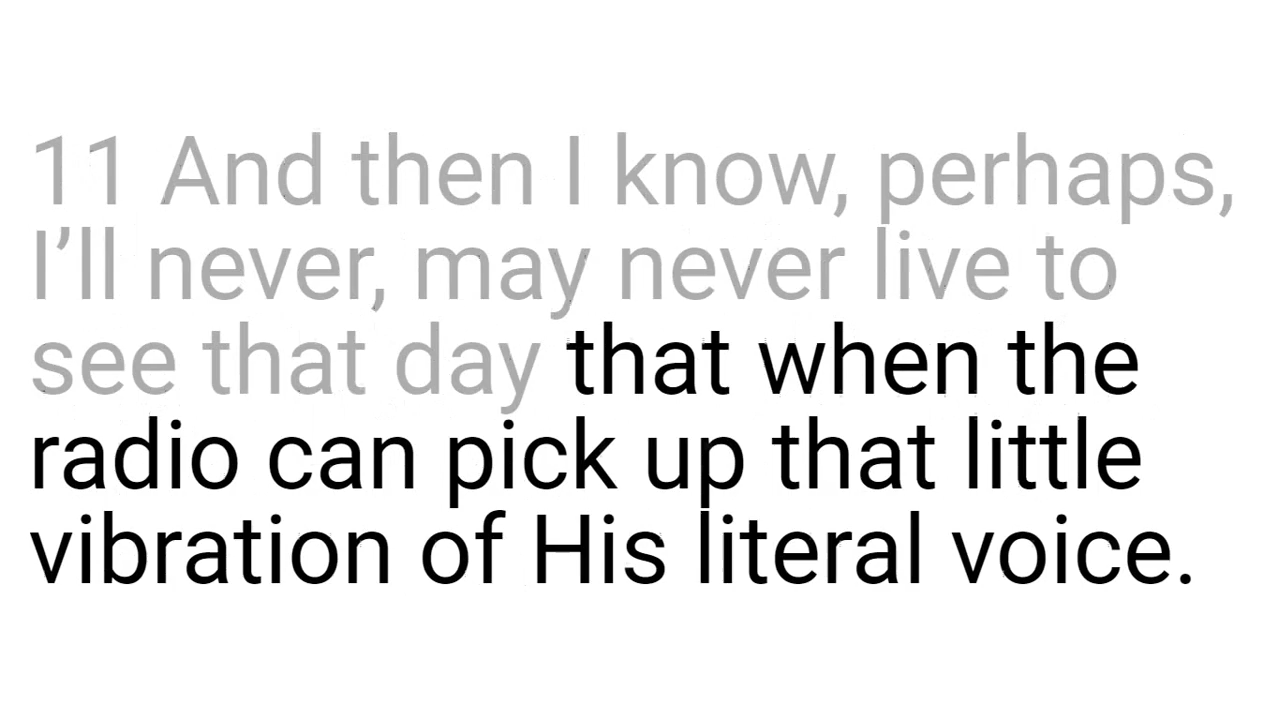 11 And then I know, perhaps,
I’ll never, may never live to
see that day that when the
radio can pick up that little
vibration of His literal voice.